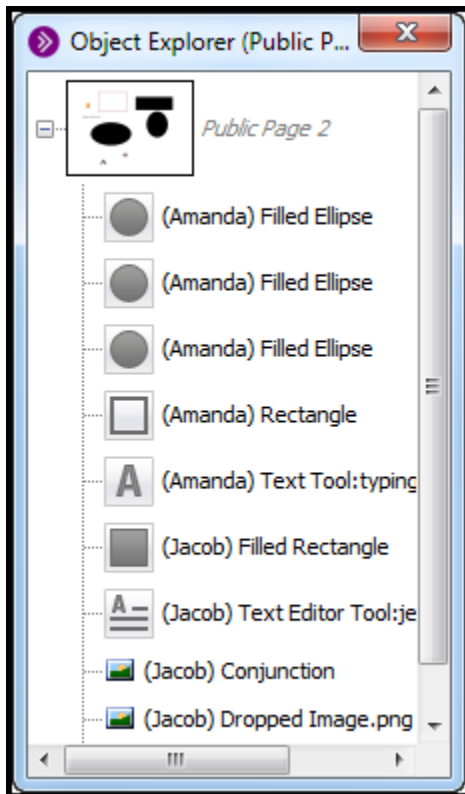 Object Explorer (Public P...
Public Page 2
(Amanda) Filled Ellipse
(Amanda) Filled Ellipse
(Amanda) Filled Ellipse
(Amanda) Rectangle
A (Amanda) Text Tool:typing
(Jacob) Filled Rectangle
A (Jacob) Text Editor Tool:je
(Jacob) Conjunction
(Jacob) Dropped Image.png